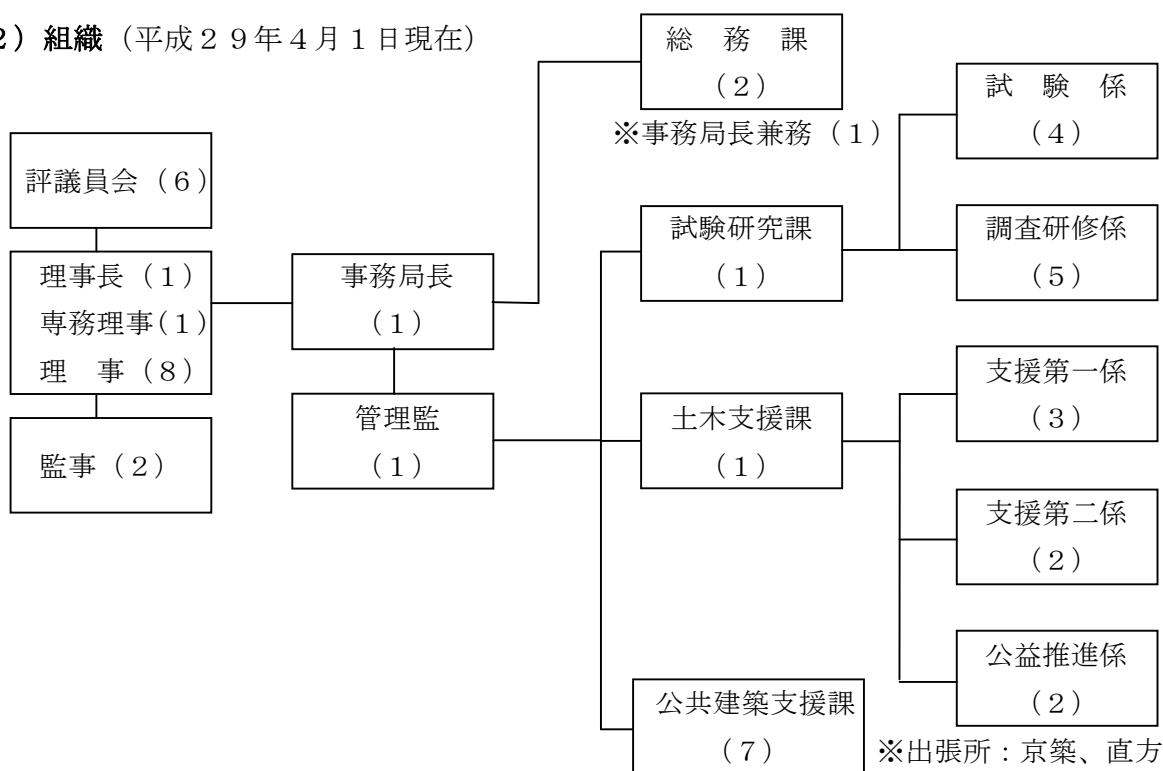 2）組織（平成２９年４月１日現在）
総　務　課
（２）
※事務局長兼務（１）
評議員会（６）
理事長（１）
専務理事（１）
理　事（８）
監事（２）
事務局長
（１）
管理監
（１）
試験研究課
（１）
土木支援課
（１）
公共建築支援課
（７）
試　験　係
（４）
調査研修係
（５）
支援第一係
（３）
支援第二係
（２）
公益推進係
（２）
※出張所：京築、直方